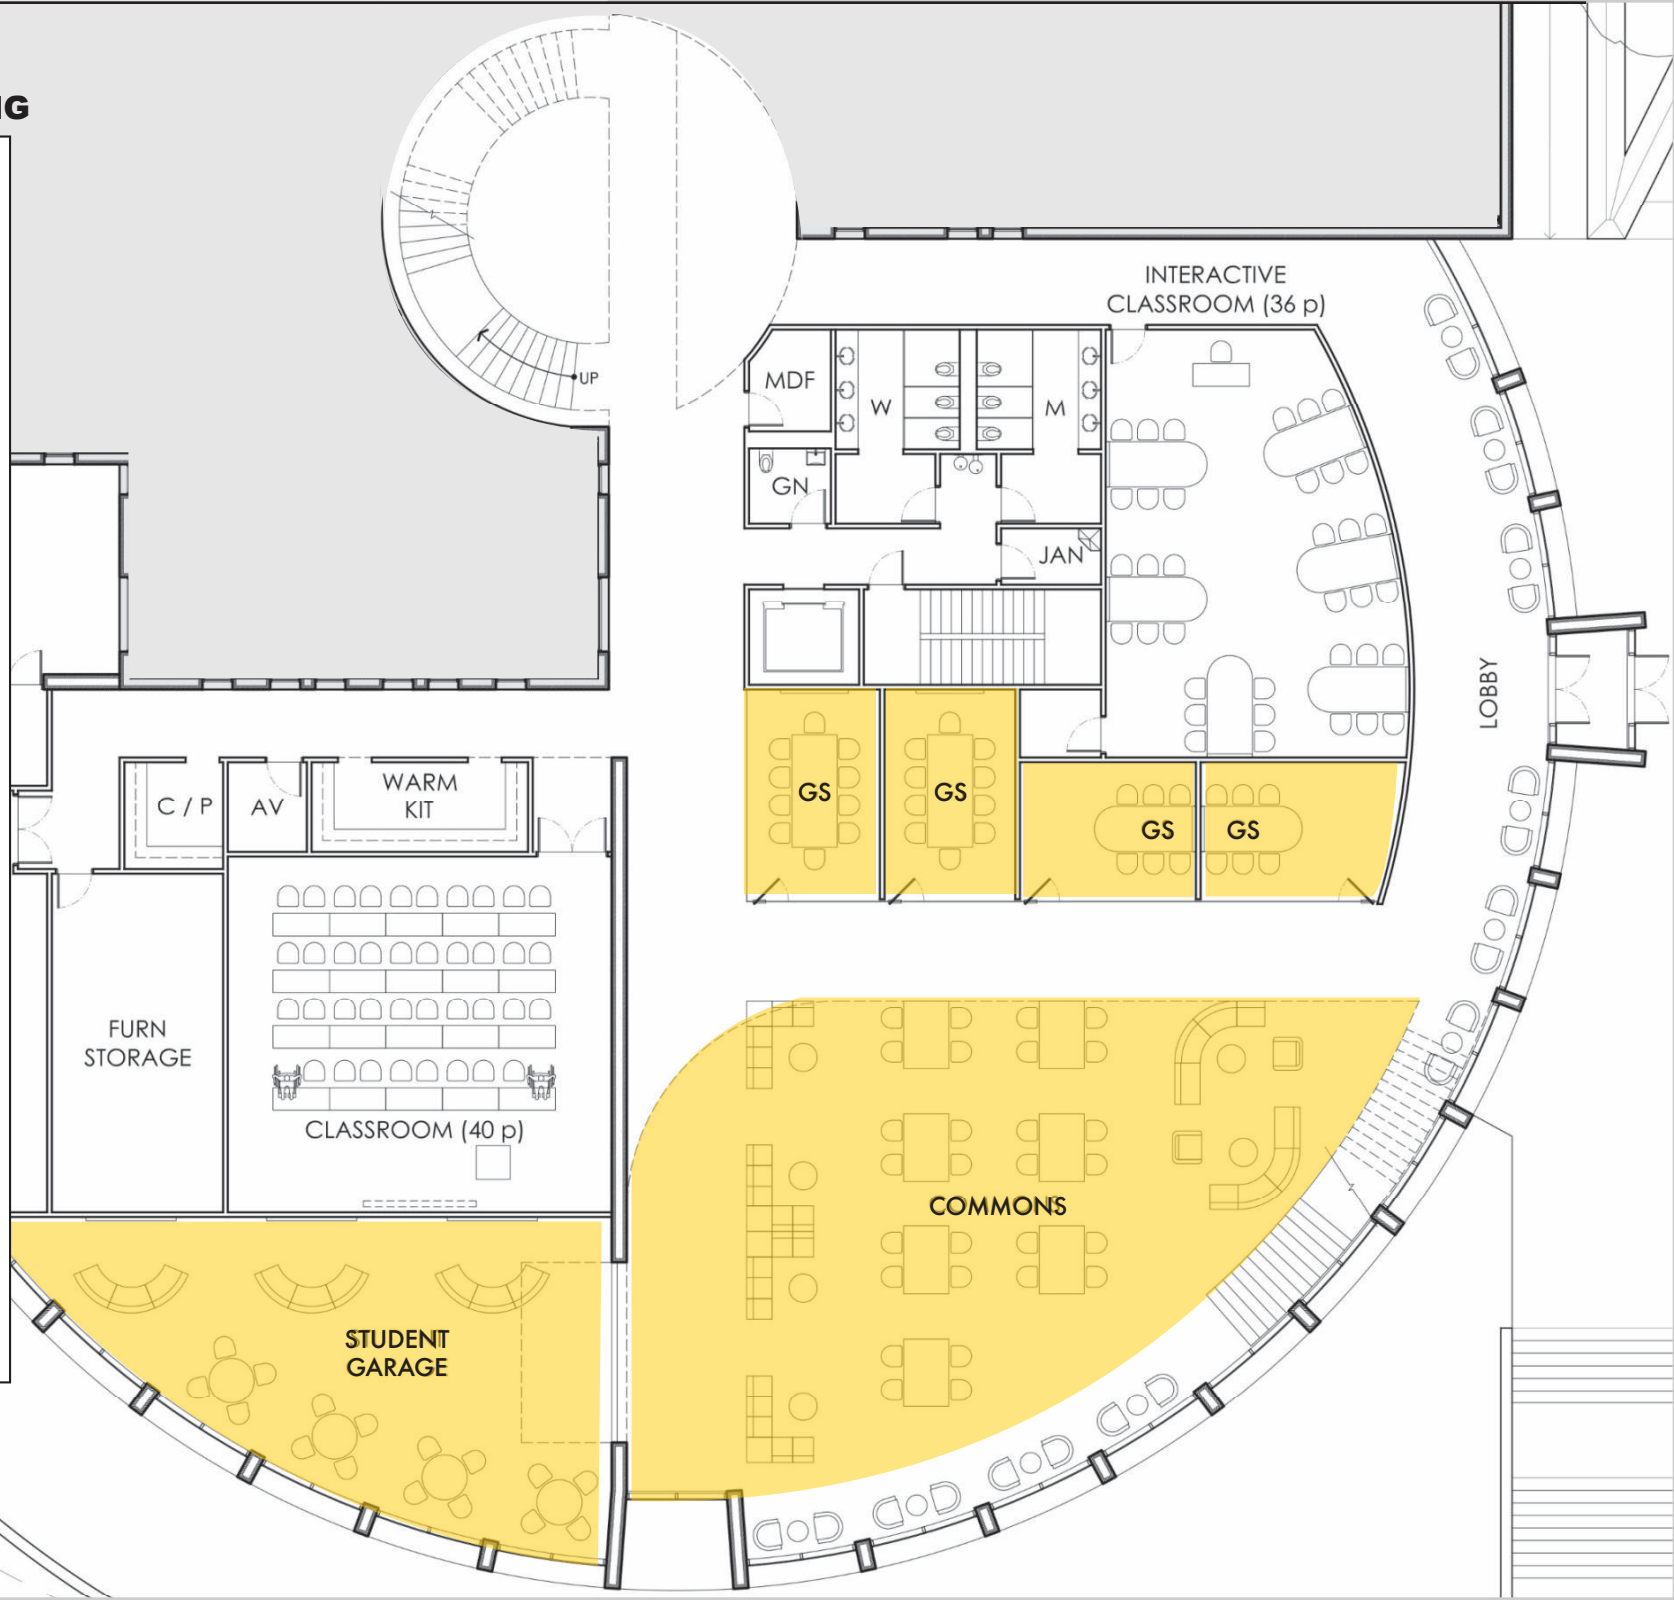 IG
INTERACTIVE
CLASSROOM (36 p)
UP
MDF
W
M
GN
JAN
LOBBY
GS
GS
GS
GS
C / P
AV
WARM
KIT
FURN
STORAGE
CLASSROOM (40 p)
COMMONS
STUDENT
GARAGE